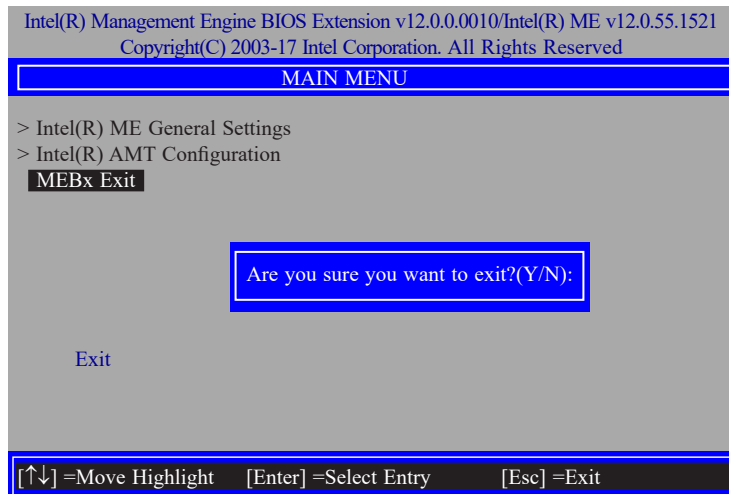 Intel(R) Management Engine BIOS Extension v12.0.0.0010/Intel(R) ME v12.0.55.1521
Copyright(C) 2003-17 Intel Corporation. All Rights Reserved
MAIN MENU
> Intel(R) ME General Settings
> Intel(R) AMT Configuration
MEBx Exit
Are you sure you want to exit?(Y/N):
Exit
[↑↓] =Move Highlight [Enter] =Select Entry [Esc] =Exit